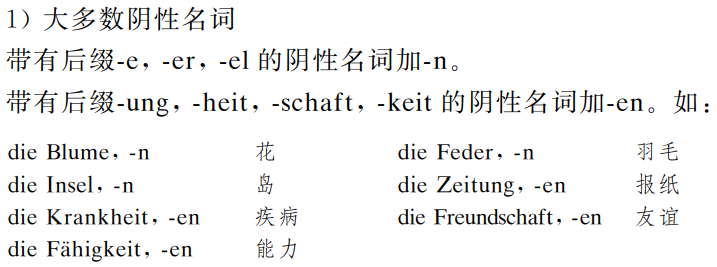 1）大多数阴性名词
带有后缀-e，-er，-el 的阴性名词加-n。
带有后缀-ung，-heit，-schaft，-keit 的阴性名词加-en。如：
die Blume，-n 花 die Feder，-n 羽毛
die Insel，-n 岛 die Zeitung，-en 报纸
die Krankheit，-en 疾病 die Freundschaft，-en 友谊
die Fähigkeit，-en 能力